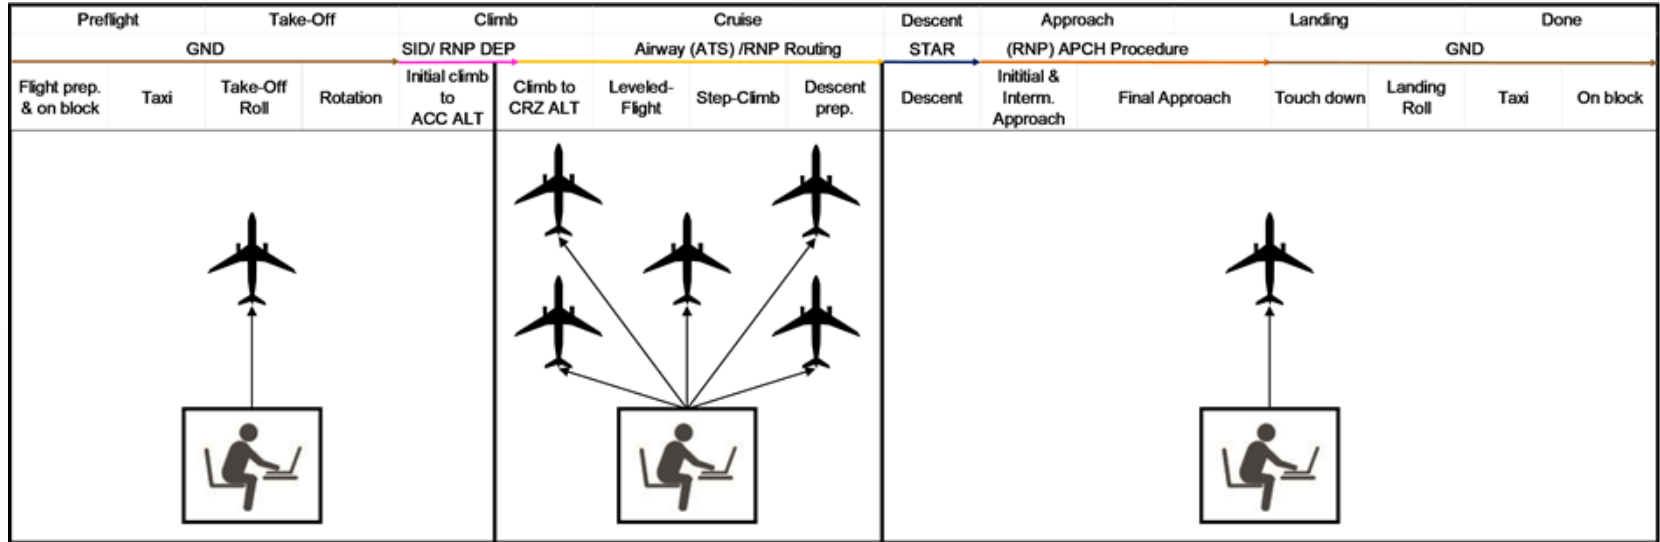 Preflight Take-Off Climb Cruise Descent Approach Landing Done
GND SID/ RNP DEP Airway (ATS) /RNP Routing STAR (RNP) APCH Procedure GND
Flight prep.
& on block
Taxi
Take-Off
Roll
Rotation
Initial climb
to
ACC ALT
Climb to
CRZ ALT
Leveled-
Flight
Step-Climb
Descent
prep.
Descent
Inititial &
Interm.
Approach
Final Approach
Touch down
Landing
Roll
Taxi
On block